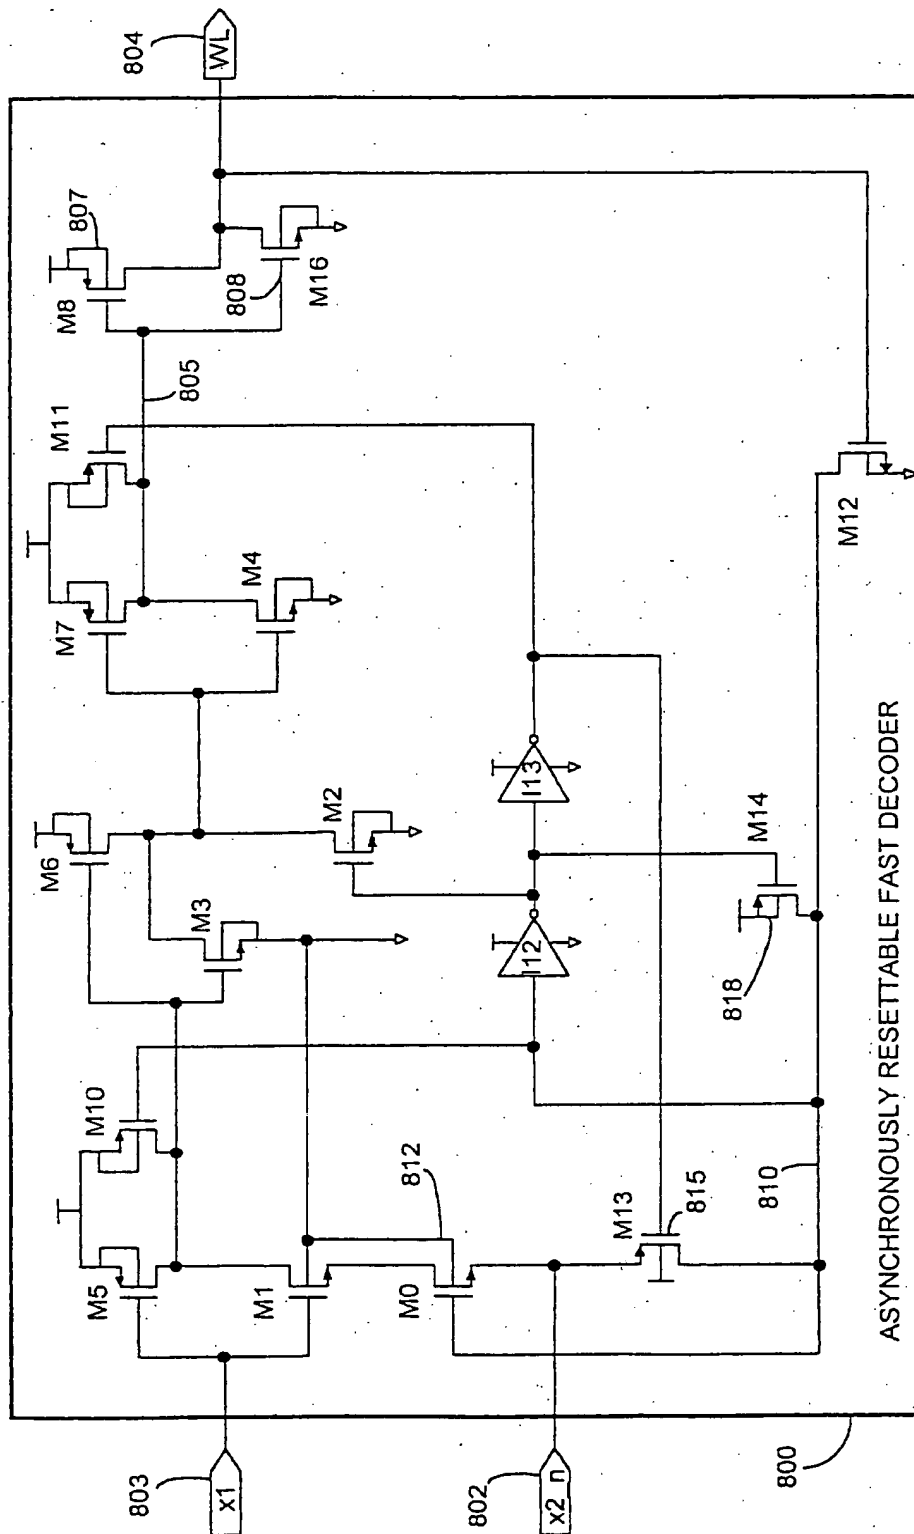 804
WL
807
M8
808
M16
805
M11
M7
M4
M6
M3
M2
I13
I12
M14
818
M12
M10
M5
M1
812
M0
M13
815
810
803
x1
802
x2_n
800
ASYNCHRONOUSLY RESETTABLE FAST DECODER